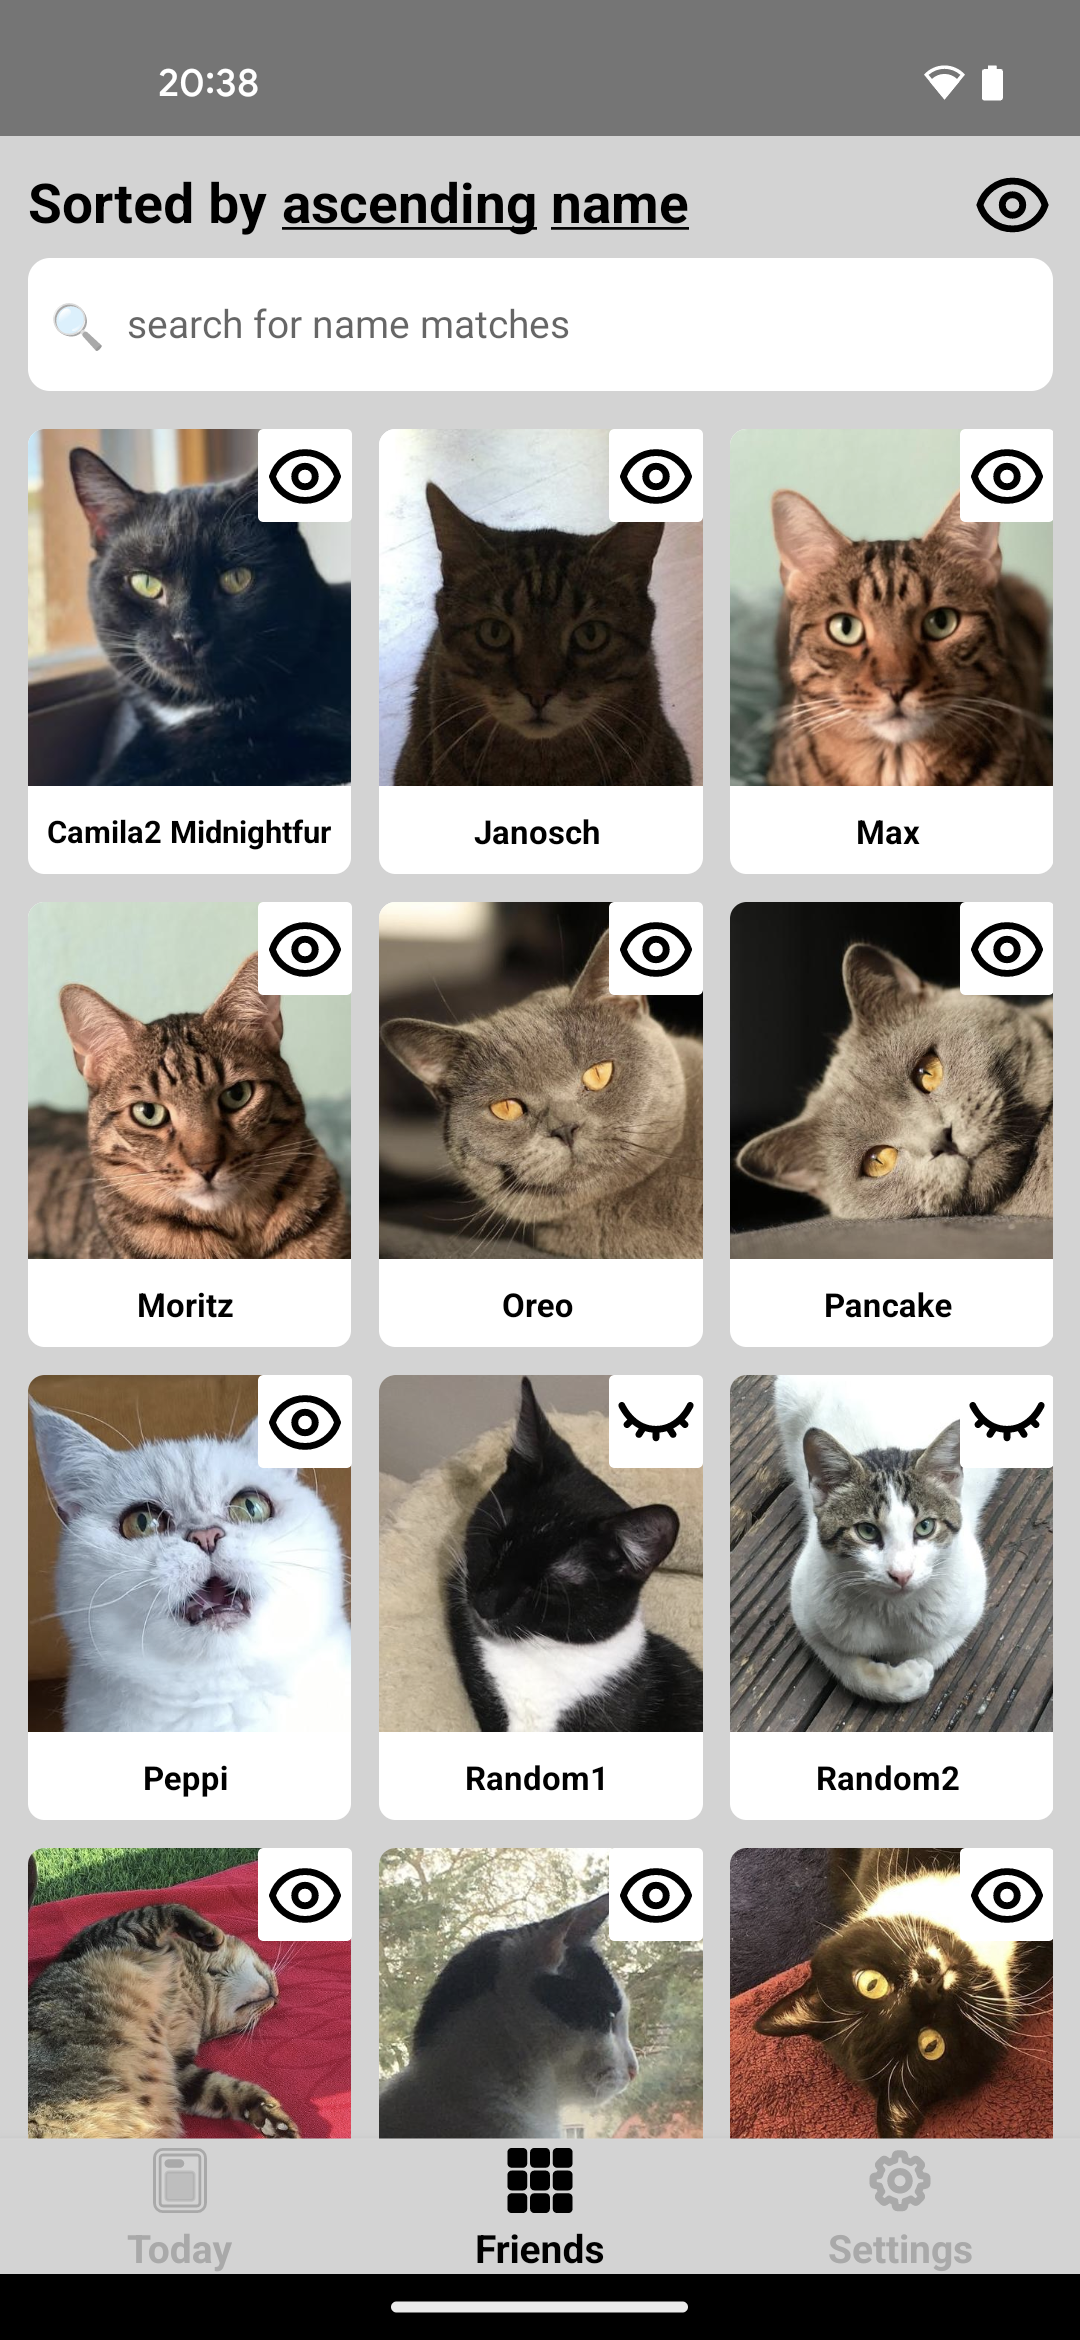 20:38
Sorted by ascending name
🔍 search for name matches
Camila2 Midnightfur
Janosch
Max
Moritz
Oreo
Pancake
Peppi
Random1
Random2
Today
Friends
Settings